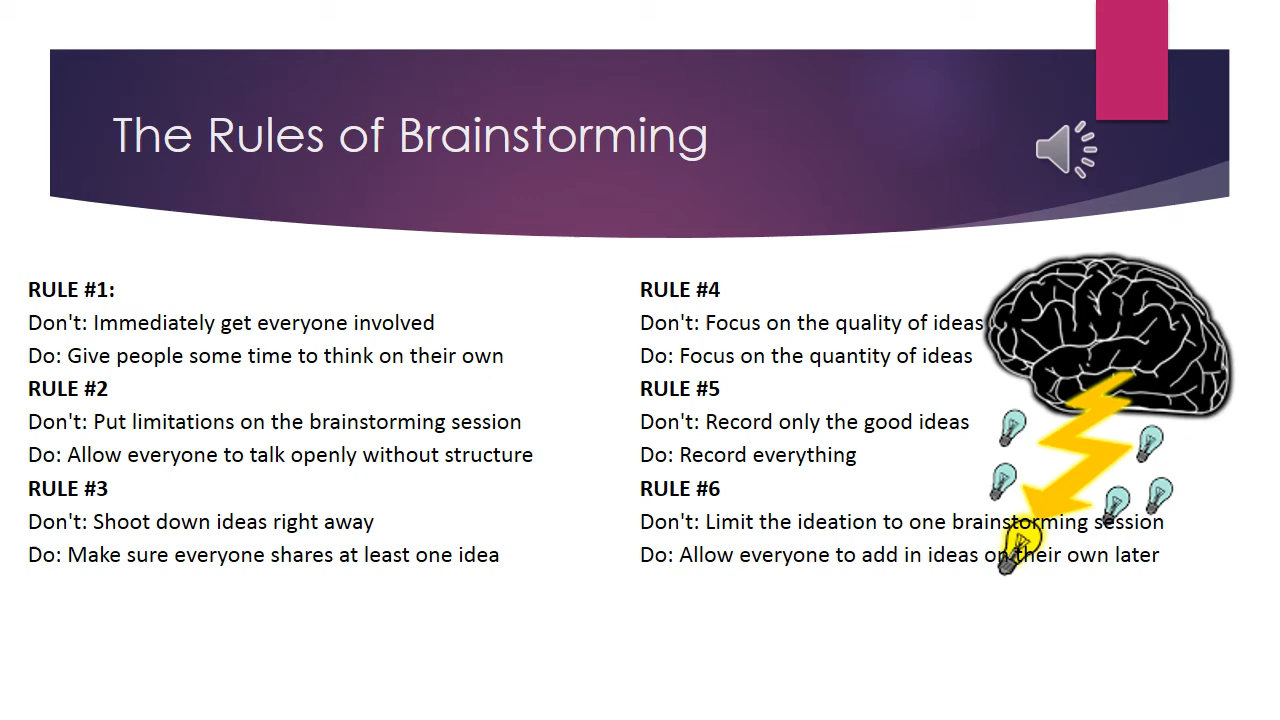 The Rules of Brainstorming
RULE #1:
Don't: Immediately get everyone involved
Do: Give people some time to think on their own
RULE #2
Don't: Put limitations on the brainstorming session
Do: Allow everyone to talk openly without structure
RULE #3
Don't: Shoot down ideas right away
Do: Make sure everyone shares at least one idea
RULE #4
Don't: Focus on the quality of ideas
Do: Focus on the quantity of ideas
RULE #5
Don't: Record only the good ideas
Do: Record everything
RULE #6
Don't: Limit the ideation to one brainstorming session
Do: Allow everyone to add in ideas on their own later